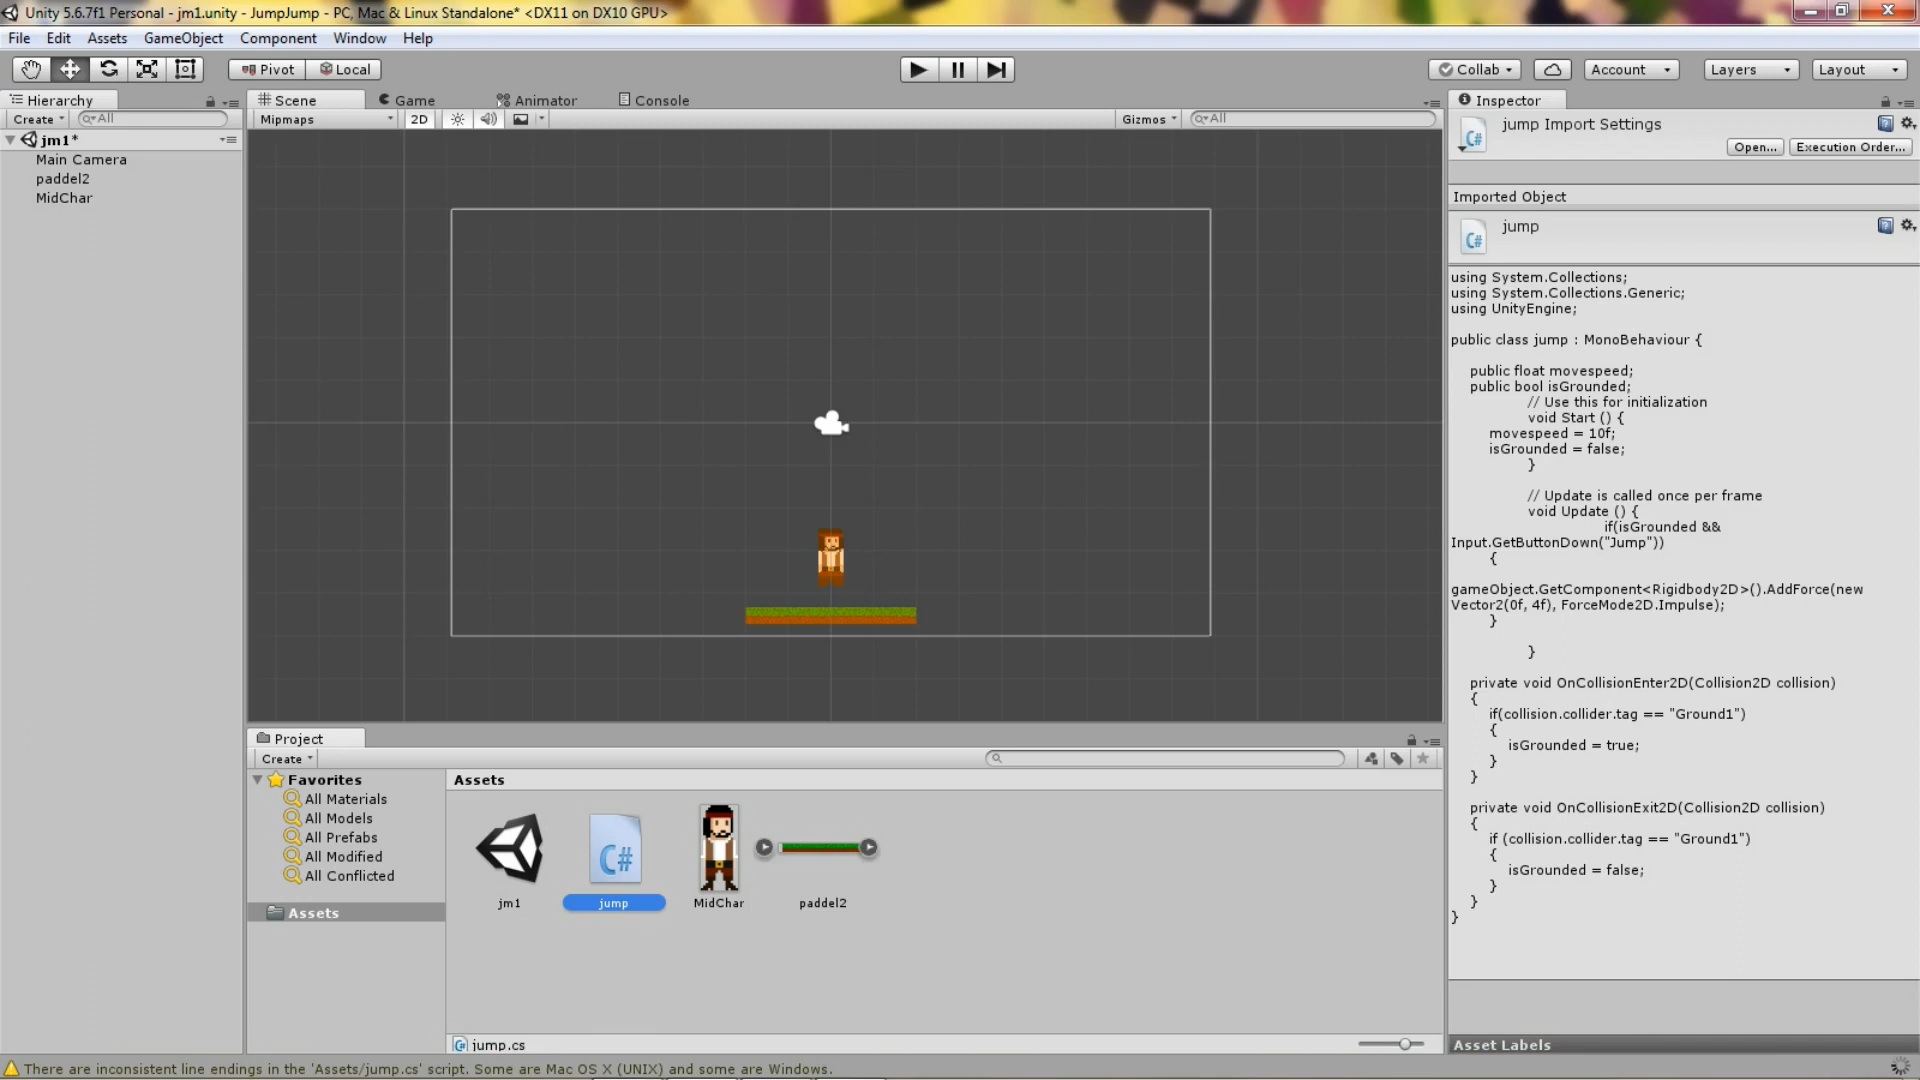 Unity 5.6.7f1 Personal - jm1.unity - JumpJump - PC, Mac & Linux Standalone* <DX11 on DX10 GPU>
File Edit Assets GameObject Component Window Help
Pivot Local Collab Account Layers Layout
Hierarchy
Create All
jm1*
Main Camera
paddel2
MidChar
Scene Game Animator Console
Mipmaps 2D Gizmos All
Inspector
jump Import Settings
Open... Execution Order...
Imported Object
jump
using System.Collections;
using System.Collections.Generic;
using UnityEngine;
public class jump : MonoBehaviour {
public float movespeed;
public bool isGrounded;
// Use this for initialization
void Start () {
movespeed = 10f;
isGrounded = false;
}
// Update is called once per frame
void Update () {
if(isGrounded &&
Input.GetButtonDown("Jump"))
{
gameObject.GetComponent<Rigidbody2D>().AddForce(new
Vector2(0f, 4f), ForceMode2D.Impulse);
}
}
private void OnCollisionEnter2D(Collision2D collision)
{
if(collision.collider.tag == "Ground1")
{
isGrounded = true;
}
}
private void OnCollisionExit2D(Collision2D collision)
{
if (collision.collider.tag == "Ground1")
{
isGrounded = false;
}
}
}
Asset Labels
Project
Create
Favorites
All Materials
All Models
All Prefabs
All Modified
All Conflicted
Assets
Assets
C#
jm1 jump MidChar paddel2
jump.cs
There are inconsistent line endings in the 'Assets/jump.cs' script. Some are Mac OS X (UNIX) and some are Windows.